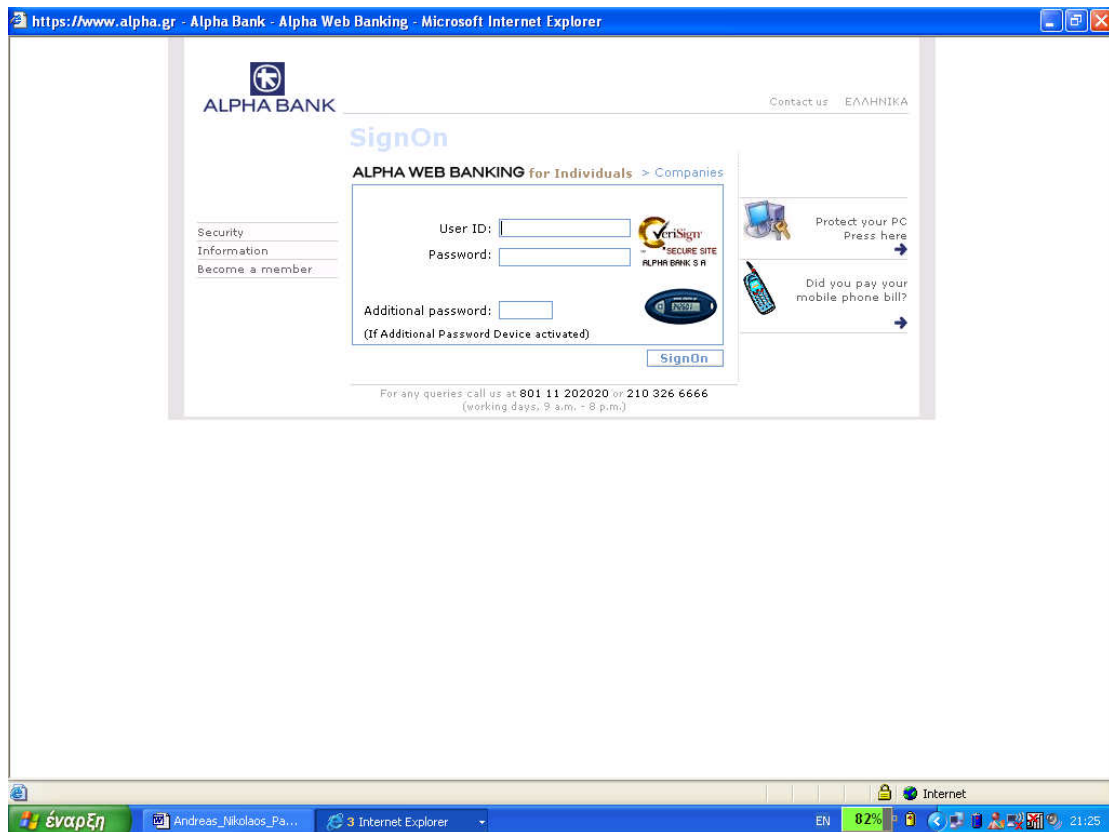 https://www.alpha.gr - Alpha Bank - Alpha Web Banking - Microsoft Internet Explorer
ALPHA BANK
Contact us ΕΛΛΗΝΙΚΑ
SignOn
ALPHA WEB BANKING for Individuals > Companies
Security
Information
Become a member
User ID:
Password:
VeriSign
SECURE SITE
ALPHA BANK S A
Additional password:
(If Additional Password Device activated)
SignOn
Protect your PC
Press here
Did you pay your
mobile phone bill?
For any queries call us at 801 11 202020 or 210 326 6666
(working days, 9 a.m. - 8 p.m.)
Internet
έναρξη
Andreas_Nikolaos_Pa...
3 Internet Explorer
EN
82%
21:25